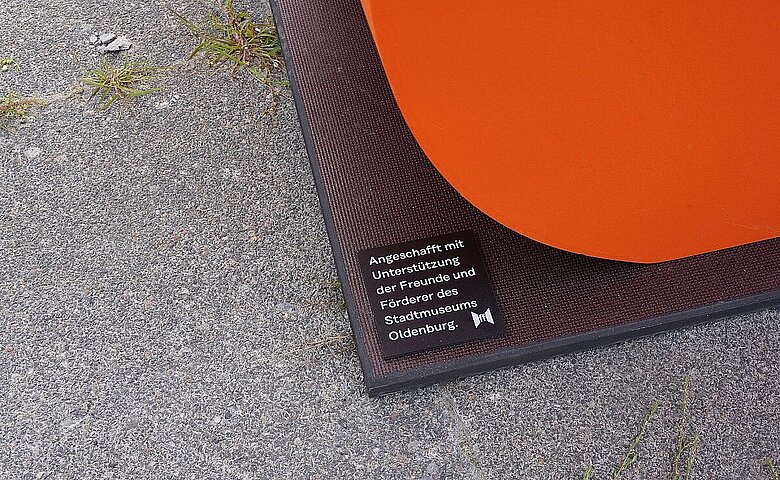 Angeschafft mit
Unterstützung
der Freunde und
Förderer des
Stadtmuseums
Oldenburg.